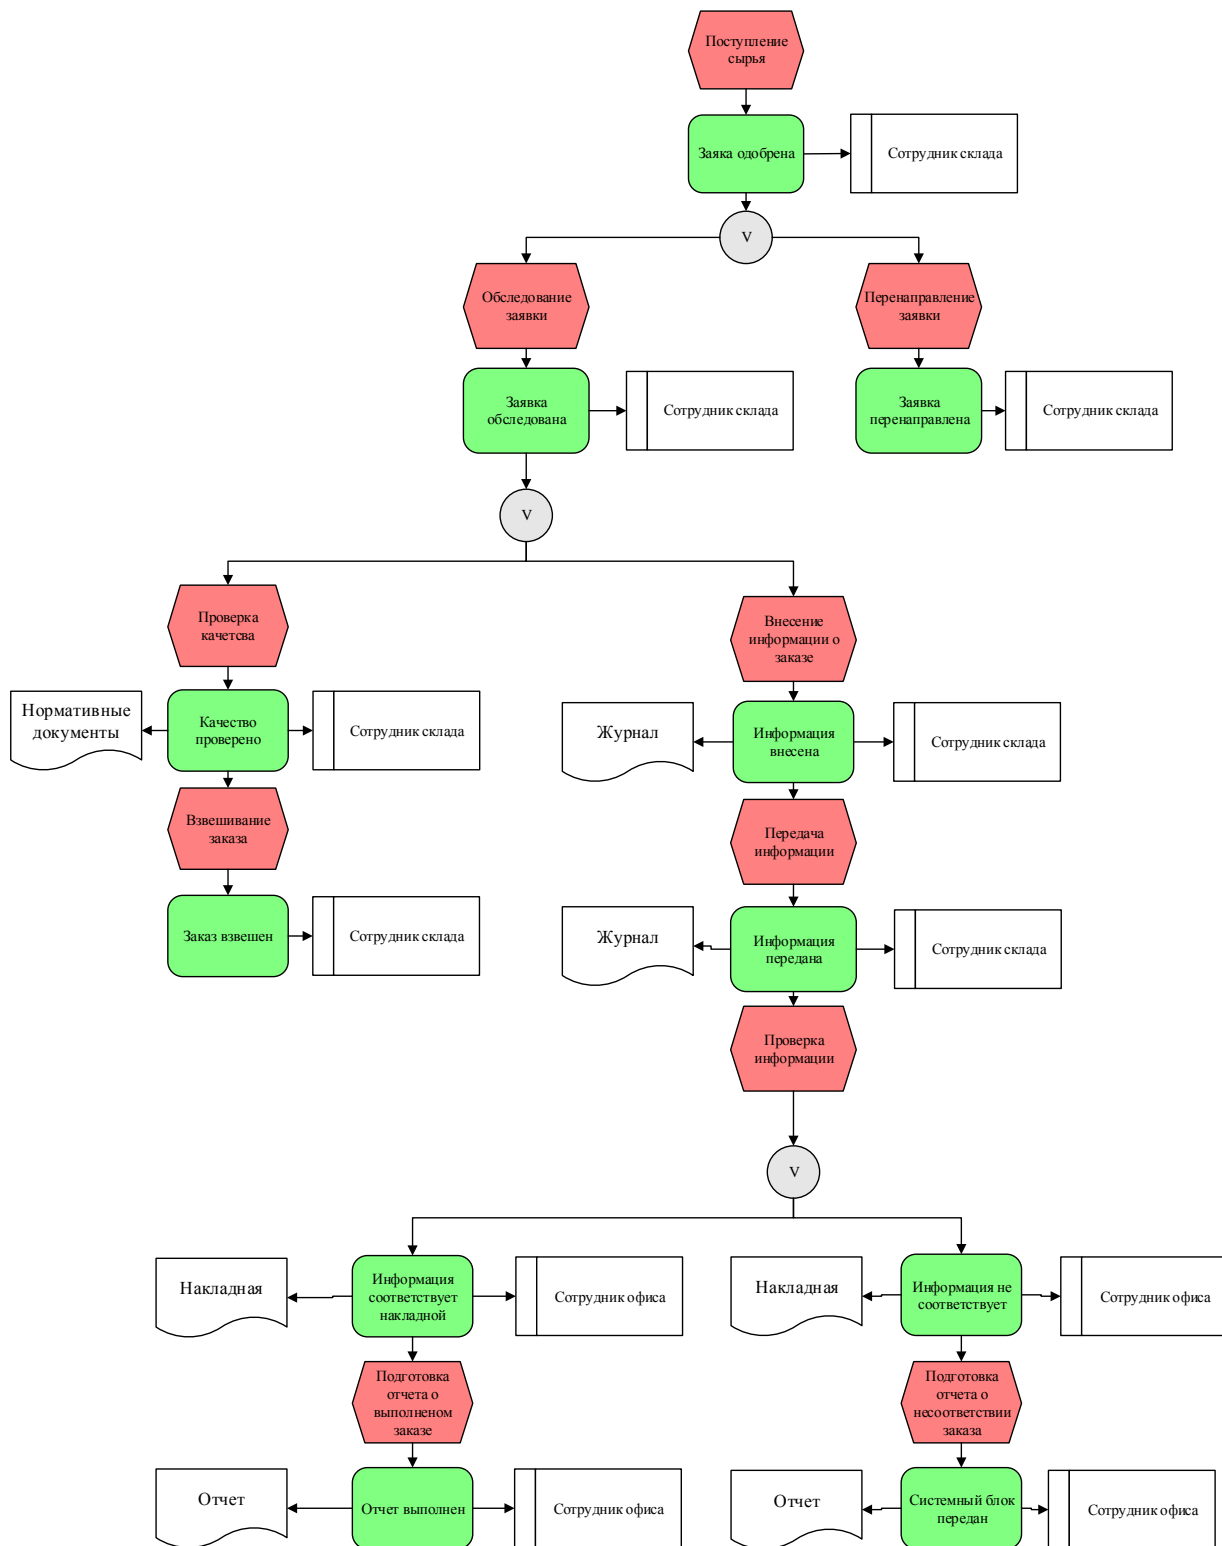 Поступление
сырья
Заяка одобрена
Сотрудник склада
V
Обследование
заявки
Перенаправление
заявки
Заявка
обследована
Сотрудник склада
Заявка
перенаправлена
Сотрудник склада
V
Проверка
качетсва
Внесение
информации о
заказе
Нормативные
документы
Качество
проверено
Сотрудник склада
Журнал
Информация
внесена
Сотрудник склада
Взвешивание
заказа
Передача
информации
Заказ взвешен
Сотрудник склада
Журнал
Информация
передана
Сотрудник склада
Проверка
информации
V
Накладная
Информация
соответствует
накладной
Сотрудник офиса
Накладная
Информация не
соответствует
Сотрудник офиса
Подготовка
отчета о
выполненом
заказе
Подготовка
отчета о
несоответствии
заказа
Отчет
Отчет выполнен
Сотрудник офиса
Отчет
Системный блок
передан
Сотрудник офиса